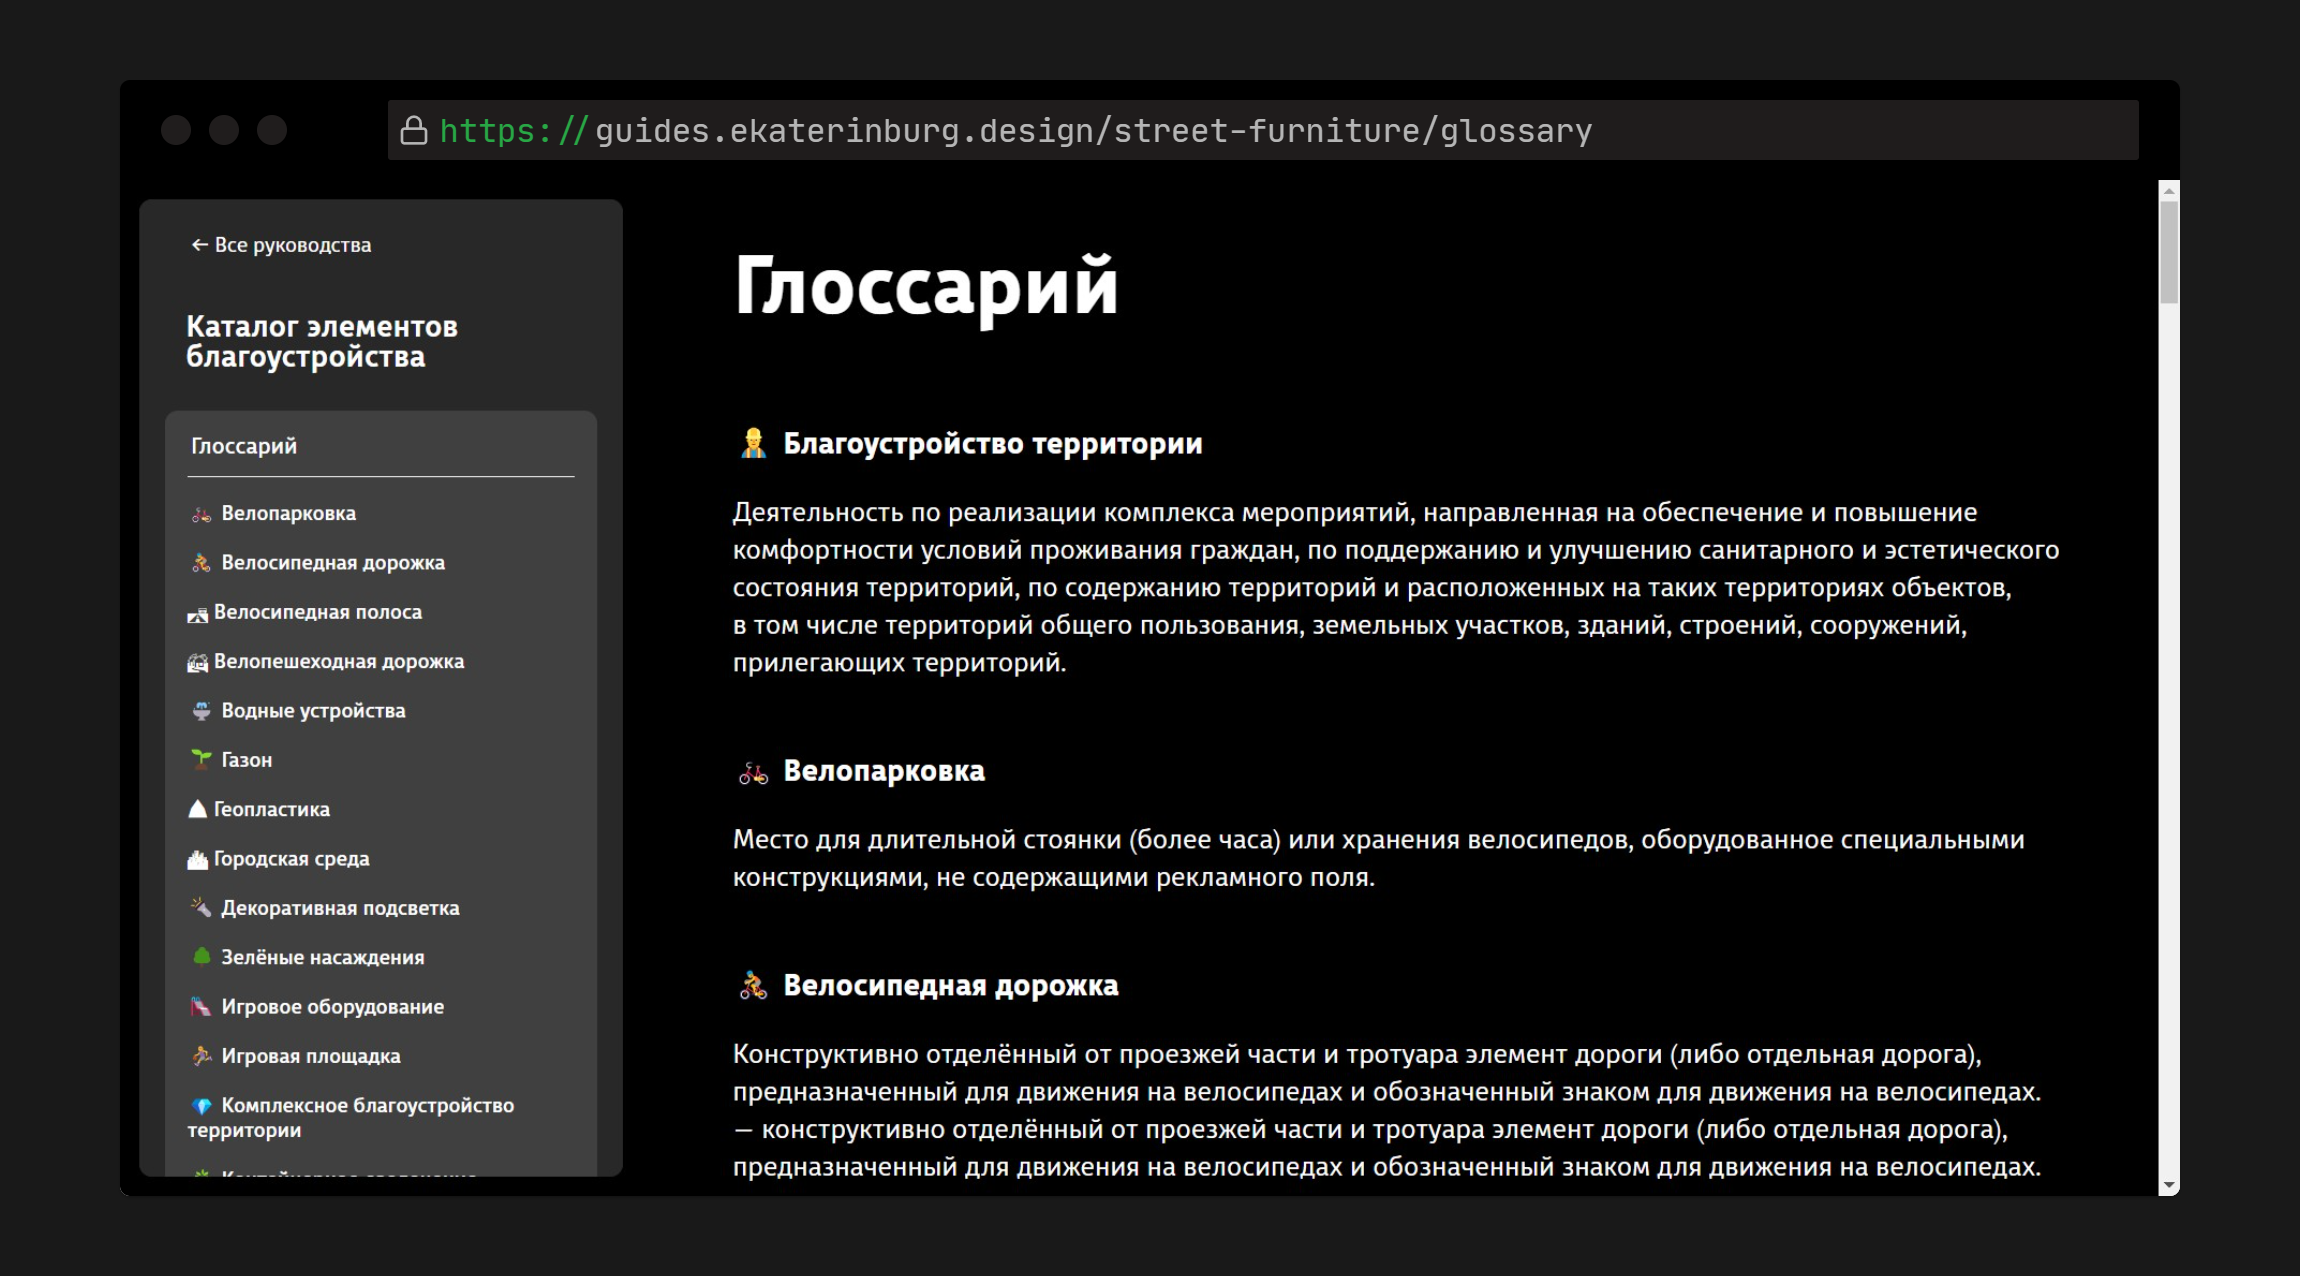 https://guides.ekaterinburg.design/street-furniture/glossary
← Все руководства
Каталог элементов
благоустройства
Глоссарий
Велопарковка
Велосипедная дорожка
Велосипедная полоса
Велопешеходная дорожка
Водные устройства
Газон
Геопластика
Городская среда
Декоративная подсветка
Зелёные насаждения
Игровое оборудование
Игровая площадка
Комплексное благоустройство
территории
Глоссарий
Благоустройство территории
Деятельность по реализации комплекса мероприятий, направленная на обеспечение и повышение
комфортности условий проживания граждан, по поддержанию и улучшению санитарного и эстетического
состояния территорий, по содержанию территорий и расположенных на таких территориях объектов,
в том числе территорий общего пользования, земельных участков, зданий, строений, сооружений,
прилегающих территорий.
Велопарковка
Место для длительной стоянки (более часа) или хранения велосипедов, оборудованное специальными
конструкциями, не содержащими рекламного поля.
Велосипедная дорожка
Конструктивно отделённый от проезжей части и тротуара элемент дороги (либо отдельная дорога),
предназначенный для движения на велосипедах и обозначенный знаком для движения на велосипедах.
— конструктивно отделённый от проезжей части и тротуара элемент дороги (либо отдельная дорога),
предназначенный для движения на велосипедах и обозначенный знаком для движения на велосипедах.